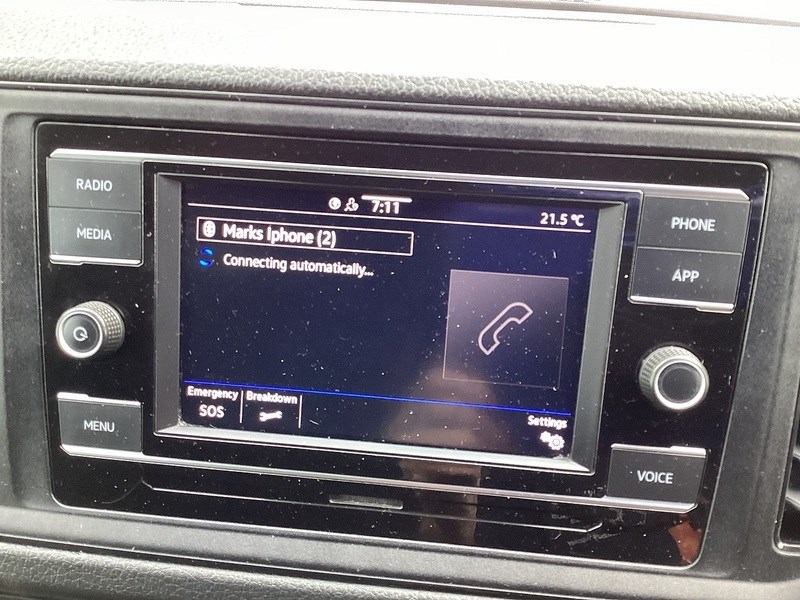 RADIO
MEDIA
MENU
7:11
21.5 °C
Marks Iphone (2)
Connecting automatically...
Emergency
SOS
Breakdown
Settings
PHONE
APP
VOICE